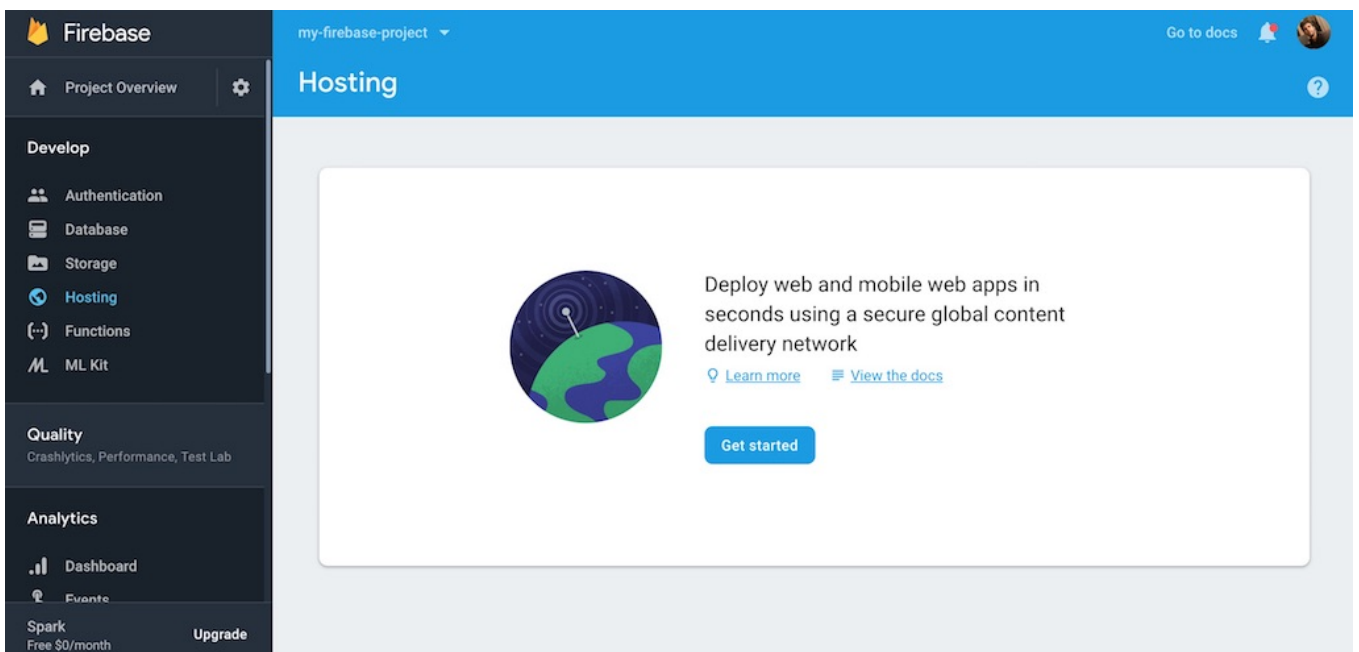 Firebase
Project Overview
Develop
Authentication
Database
Storage
Hosting
Functions
ML Kit
Quality
Crashlytics, Performance, Test Lab
Analytics
Dashboard
Events
Spark
Free $0/month
Upgrade
my-firebase-project
Go to docs
Hosting
Deploy web and mobile web apps in
seconds using a secure global content
delivery network
Learn more
View the docs
Get started